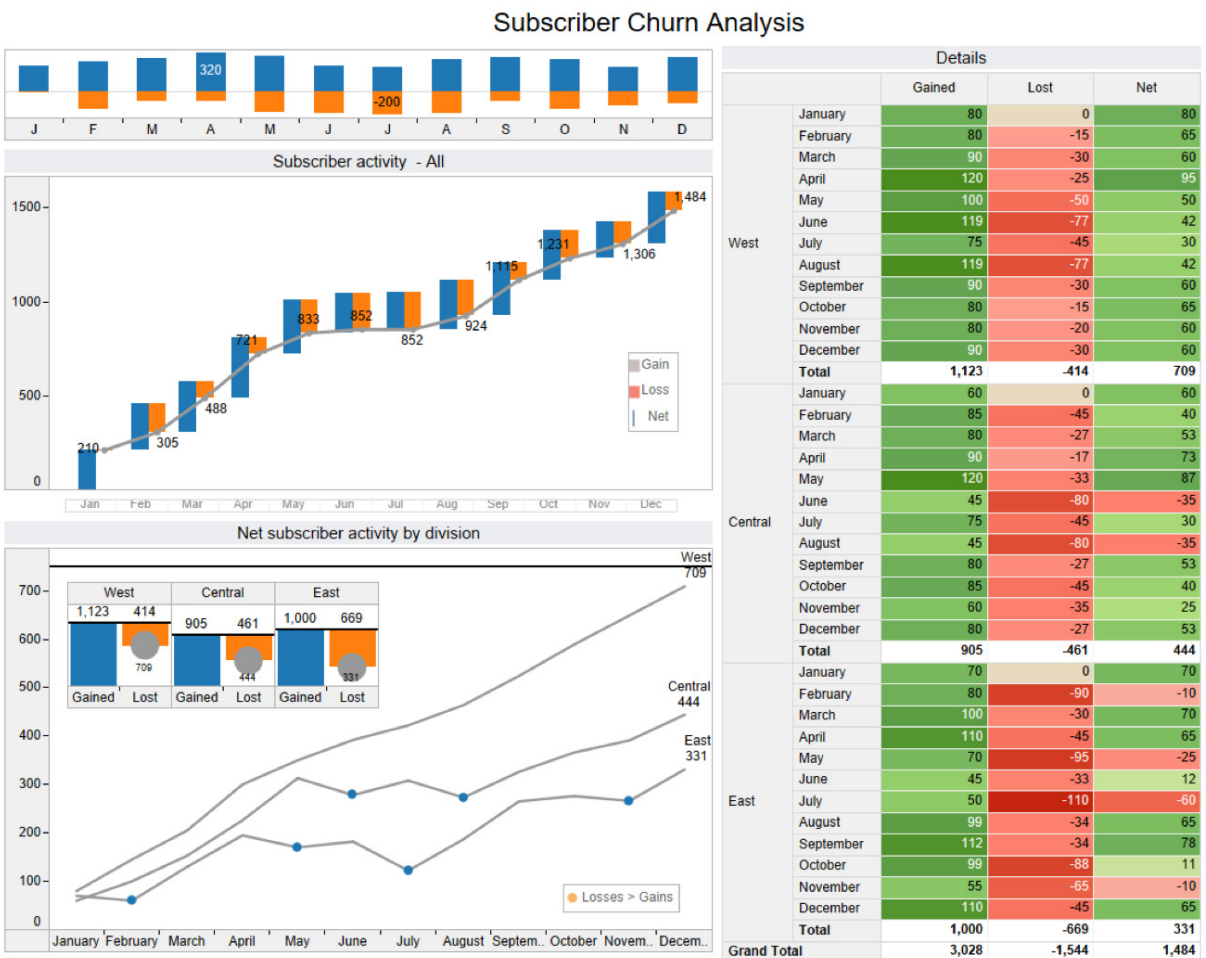 Subscriber Churn Analysis
320
-200
J F M A M J J A S O N D
Subscriber activity - All
1500
1000
500
0
210
305
488
721
833
852
852
924
1,115
1,231
1,306
1,484
Gain
Loss
Net
Jan Feb Mar Apr May Jun Jul Aug Sep Oct Nov Dec
Net subscriber activity by division
700
600
500
400
300
200
100
0
West Central East
1,123 414 905 461 1,000 669
709 444 331
Gained Lost Gained Lost Gained Lost
West
709
Central
444
East
331
Losses > Gains
January February March April May June July August Septem.. October Novem.. Decem..
Details
Gained Lost Net
West
January 80 0 80
February 80 -15 65
March 90 -30 60
April 120 -25 95
May 100 -50 50
June 119 -77 42
July 75 -45 30
August 119 -77 42
September 90 -30 60
October 80 -15 65
November 80 -20 60
December 90 -30 60
Total 1,123 -414 709
Central
January 60 0 60
February 85 -45 40
March 80 -27 53
April 90 -17 73
May 120 -33 87
June 45 -80 -35
July 75 -45 30
August 45 -80 -35
September 80 -27 53
October 85 -45 40
November 60 -35 25
December 80 -27 53
Total 905 -461 444
East
January 70 0 70
February 80 -90 -10
March 100 -30 70
April 110 -45 65
May 70 -95 -25
June 45 -33 12
July 50 -110 -60
August 99 -34 65
September 112 -34 78
October 99 -88 11
November 55 -65 -10
December 110 -45 65
Total 1,000 -669 331
Grand Total 3,028 -1,544 1,484